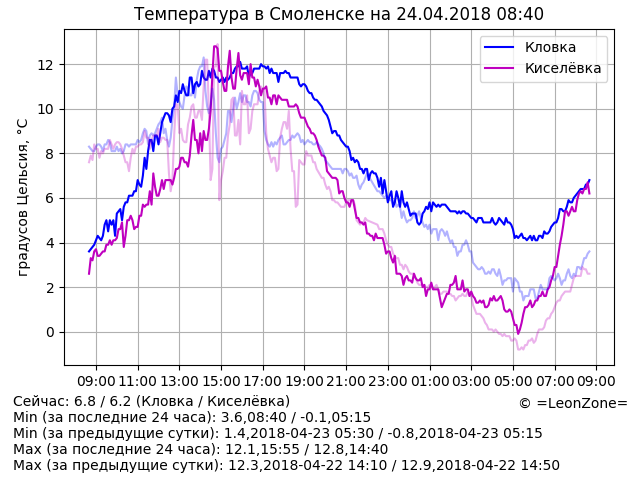 Температура в Смоленске на 24.04.2018 08:40
Кловка
Киселёвка
градусов Цельсия, °C
12
10
8
6
4
2
0
09:00 11:00 13:00 15:00 17:00 19:00 21:00 23:00 01:00 03:00 05:00 07:00 09:00
Сейчас: 6.8 / 6.2 (Кловка / Киселёвка)
© =LeonZone=
Min (за последние 24 часа): 3.6,08:40 / -0.1,05:15
Min (за предыдущие сутки): 1.4,2018-04-23 05:30 / -0.8,2018-04-23 05:15
Max (за последние 24 часа): 12.1,15:55 / 12.8,14:40
Max (за предыдущие сутки): 12.3,2018-04-22 14:10 / 12.9,2018-04-22 14:50